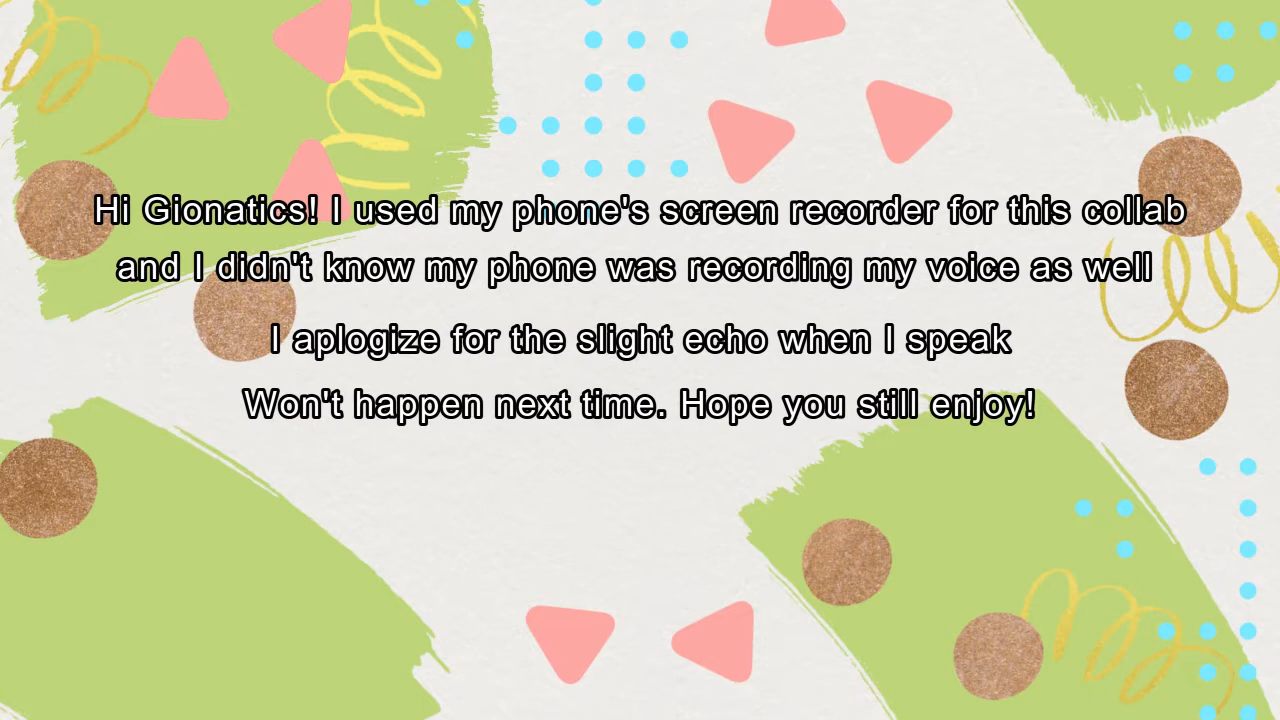 Hi Gionatics! I used my phone's screen recorder for this collab
and I didn't know my phone was recording my voice as well
I aplogize for the slight echo when I speak
Won't happen next time. Hope you still enjoy!